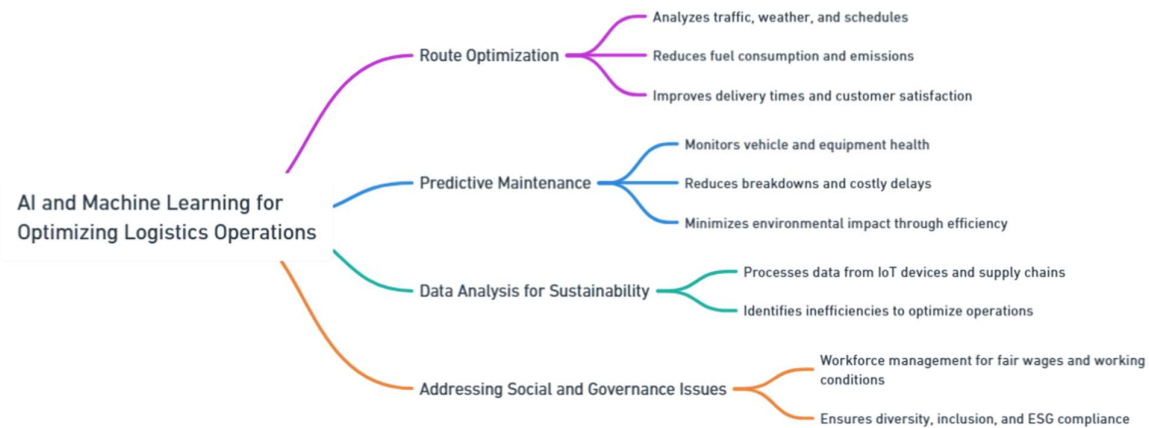 AI and Machine Learning for
Optimizing Logistics Operations
Route Optimization
Analyzes traffic, weather, and schedules
Reduces fuel consumption and emissions
Improves delivery times and customer satisfaction
Predictive Maintenance
Monitors vehicle and equipment health
Reduces breakdowns and costly delays
Minimizes environmental impact through efficiency
Data Analysis for Sustainability
Processes data from IoT devices and supply chains
Identifies inefficiencies to optimize operations
Addressing Social and Governance Issues
Workforce management for fair wages and working
conditions
Ensures diversity, inclusion, and ESG compliance